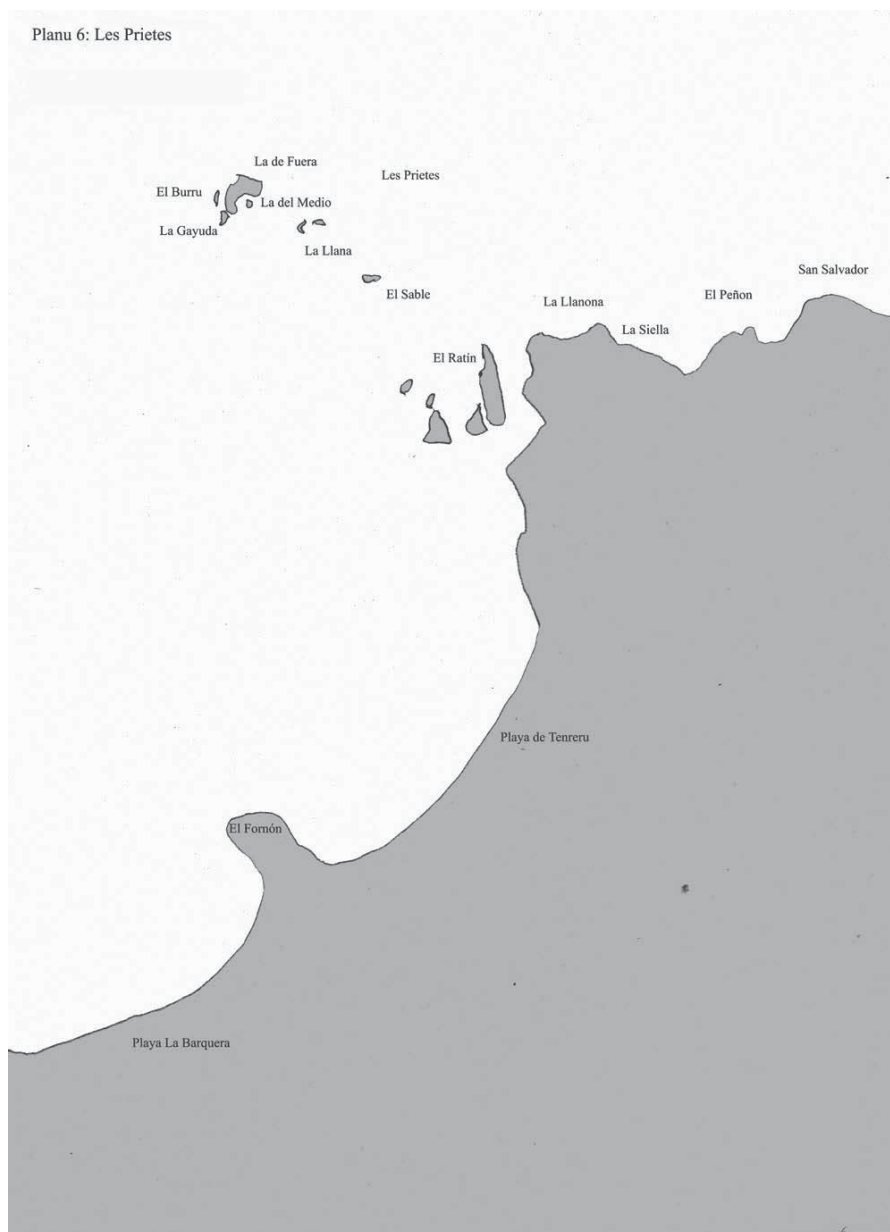 Planu 6: Les Prietes
La de Fuera
Les Prietes
El Burru
La del Medio
La Gayuda
La Llana
San Salvador
El Sable
El Peñon
La Llanona
La Siella
El Ratín
Playa de Tenreru
El Fornón
Playa La Barquera